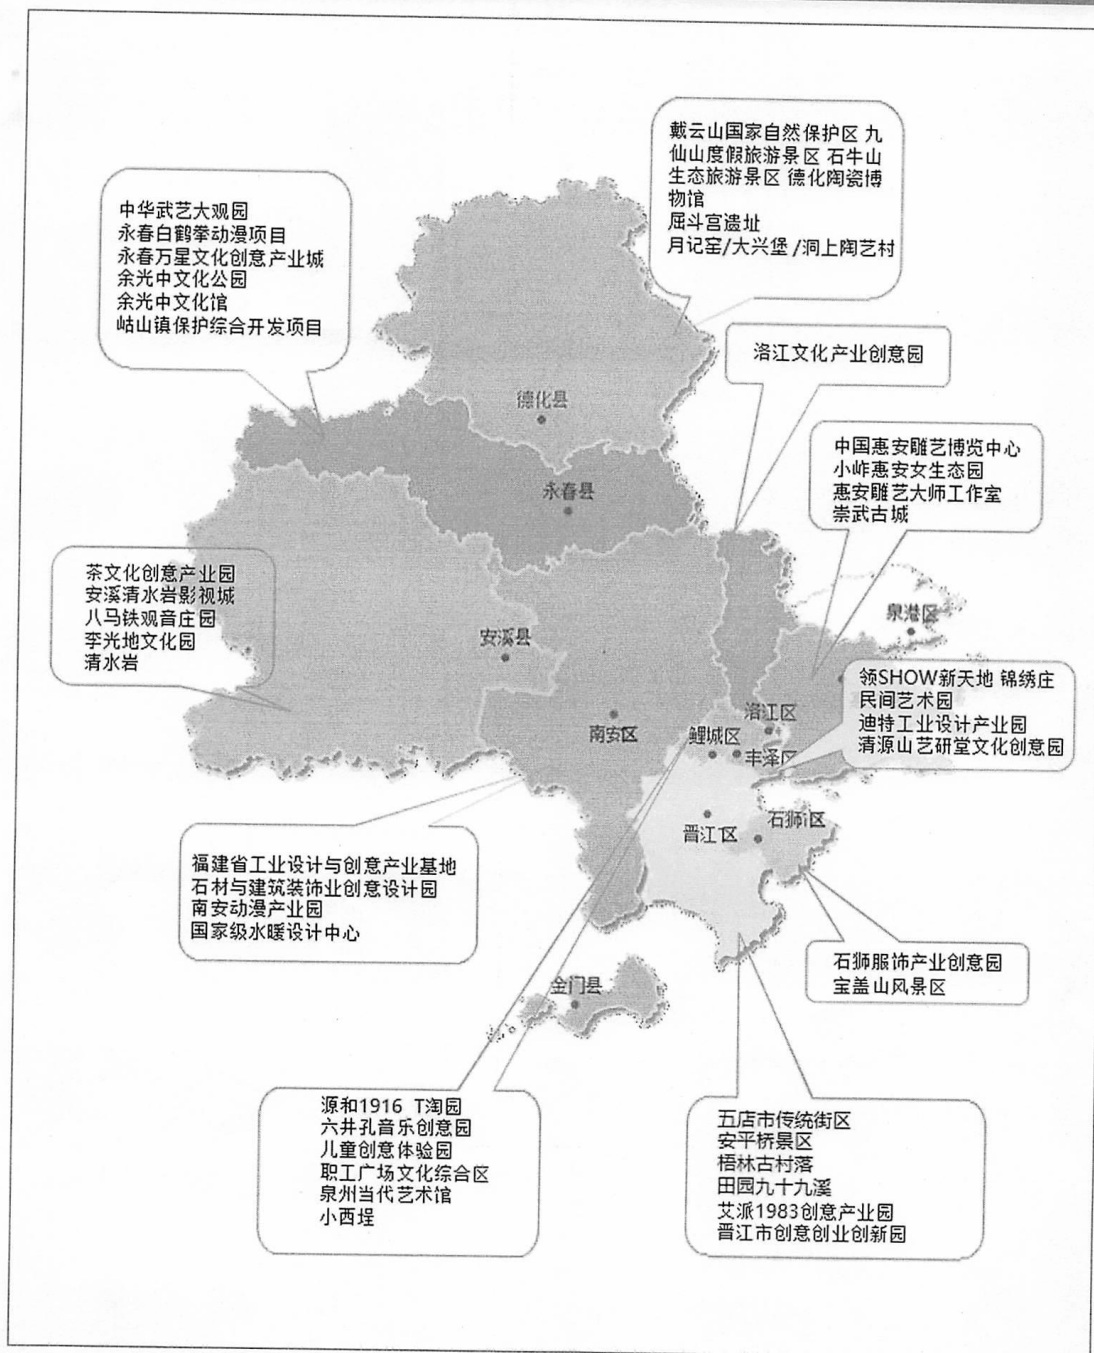 戴云山国家自然保护区 九
仙山度假旅游景区 石牛山
生态旅游景区 德化陶瓷博
物馆
屈斗宫遗址
月记窑/大兴堡/洞上陶艺村
中华武艺大观园
永春白鹤拳动漫项目
永春万星文化创意产业城
余光中文化公园
余光中文化馆
岵山镇保护综合开发项目
洛江文化产业创意园
德化县
中国惠安雕艺博览中心
小岞惠安女生态园
惠安雕艺大师工作室
崇武古城
永春县
茶文化创意产业园
安溪清水岩影视城
八马铁观音庄园
李光地文化园
清水岩
泉港区
安溪县
领SHOW新天地 锦绣庄
民间艺术园
迪特工业设计产业园
清源山艺研堂文化创意园
洛江区
南安区
鲤城区
丰泽区
石狮区
晋江区
福建省工业设计与创意产业基地
石材与建筑装饰业创意设计园
南安动漫产业园
国家级水暖设计中心
石狮服饰产业创意园
宝盖山风景区
金门县
源和1916 T淘园
六井孔音乐创意园
儿童创意体验园
职工广场文化综合区
泉州当代艺术馆
小西埕
五店市传统街区
安平桥景区
梧林古村落
田园九十九溪
艾派1983创意产业园
晋江市创意创业创新园